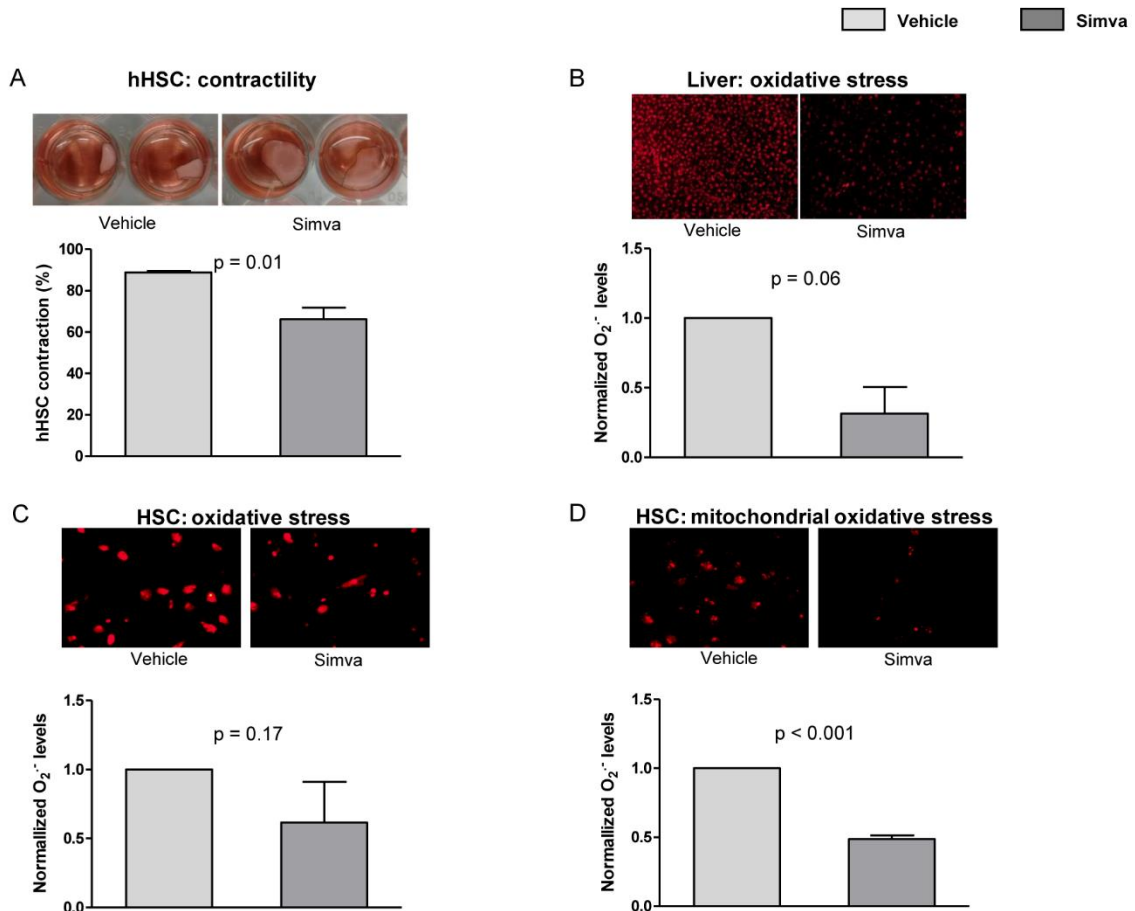 Vehicle Simva
A hHSC: contractility
Vehicle Simva
100
80
60
40
20
0
hHSC contraction (%)
p = 0.01
B Liver: oxidative stress
Vehicle Simva
1.5
1.0
0.5
0.0
Normalized O₂·⁻ levels
p = 0.06
C HSC: oxidative stress
Vehicle Simva
1.5
1.0
0.5
0.0
Normallized O₂·⁻ levels
p = 0.17
D HSC: mitochondrial oxidative stress
Vehicle Simva
1.5
1.0
0.5
0.0
Normallized O₂·⁻ levels
p < 0.001